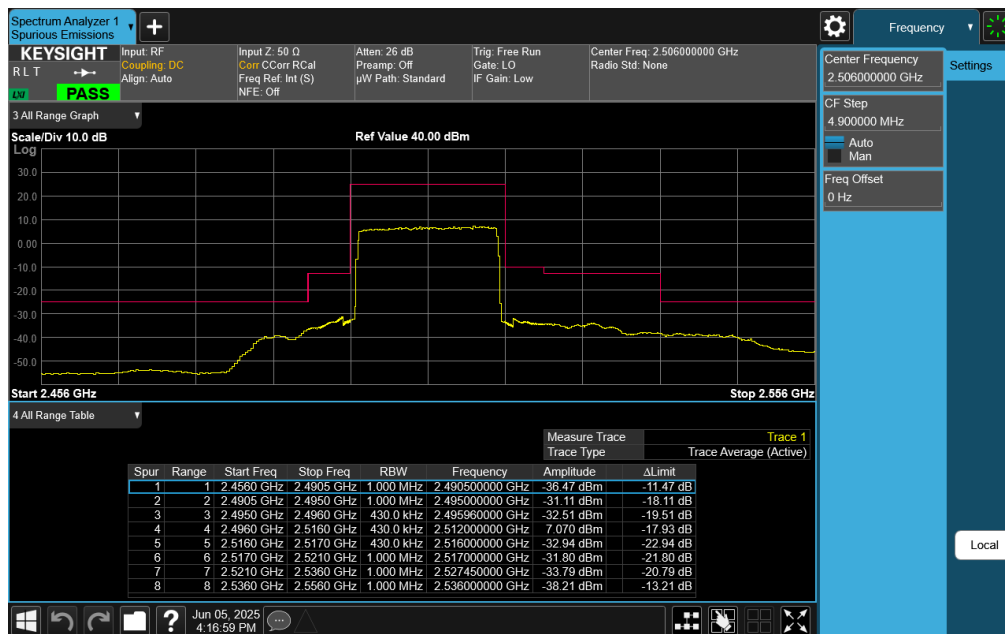 Spectrum Analyzer 1
Spurious Emissions
Frequency
KEYSIGHT
R L T
LXI
PASS
Input: RF
Coupling: DC
Align: Auto
Input Z: 50 Ω
Corr CCorr RCal
Freq Ref: Int (S)
NFE: Off
Atten: 26 dB
Preamp: Off
µW Path: Standard
Trig: Free Run
Gate: LO
IF Gain: Low
Center Freq: 2.506000000 GHz
Radio Std: None
Center Frequency
2.506000000 GHz
Settings
CF Step
4.900000 MHz
Auto
Man
Freq Offset
0 Hz
3 All Range Graph
Scale/Div 10.0 dB Ref Value 40.00 dBm
Log
30.0
20.0
10.0
0.00
-10.0
-20.0
-30.0
-40.0
-50.0
Start 2.456 GHz Stop 2.556 GHz
4 All Range Table
Measure Trace Trace 1
Trace Type Trace Average (Active)
Spur Range Start Freq Stop Freq RBW Frequency Amplitude ΔLimit
1 1 2.4560 GHz 2.4905 GHz 1.000 MHz 2.490500000 GHz -36.47 dBm -11.47 dB
2 2 2.4905 GHz 2.4950 GHz 1.000 MHz 2.495000000 GHz -31.11 dBm -18.11 dB
3 3 2.4950 GHz 2.4960 GHz 430.0 kHz 2.495960000 GHz -32.51 dBm -19.51 dB
4 4 2.4960 GHz 2.5160 GHz 430.0 kHz 2.512000000 GHz 7.070 dBm -17.93 dB
5 5 2.5160 GHz 2.5170 GHz 430.0 kHz 2.516000000 GHz -32.94 dBm -22.94 dB
6 6 2.5170 GHz 2.5210 GHz 1.000 MHz 2.517000000 GHz -31.80 dBm -21.80 dB
7 7 2.5210 GHz 2.5360 GHz 1.000 MHz 2.527450000 GHz -33.79 dBm -20.79 dB
8 8 2.5360 GHz 2.5560 GHz 1.000 MHz 2.536000000 GHz -38.21 dBm -13.21 dB
Local
Jun 05, 2025
4:16:59 PM